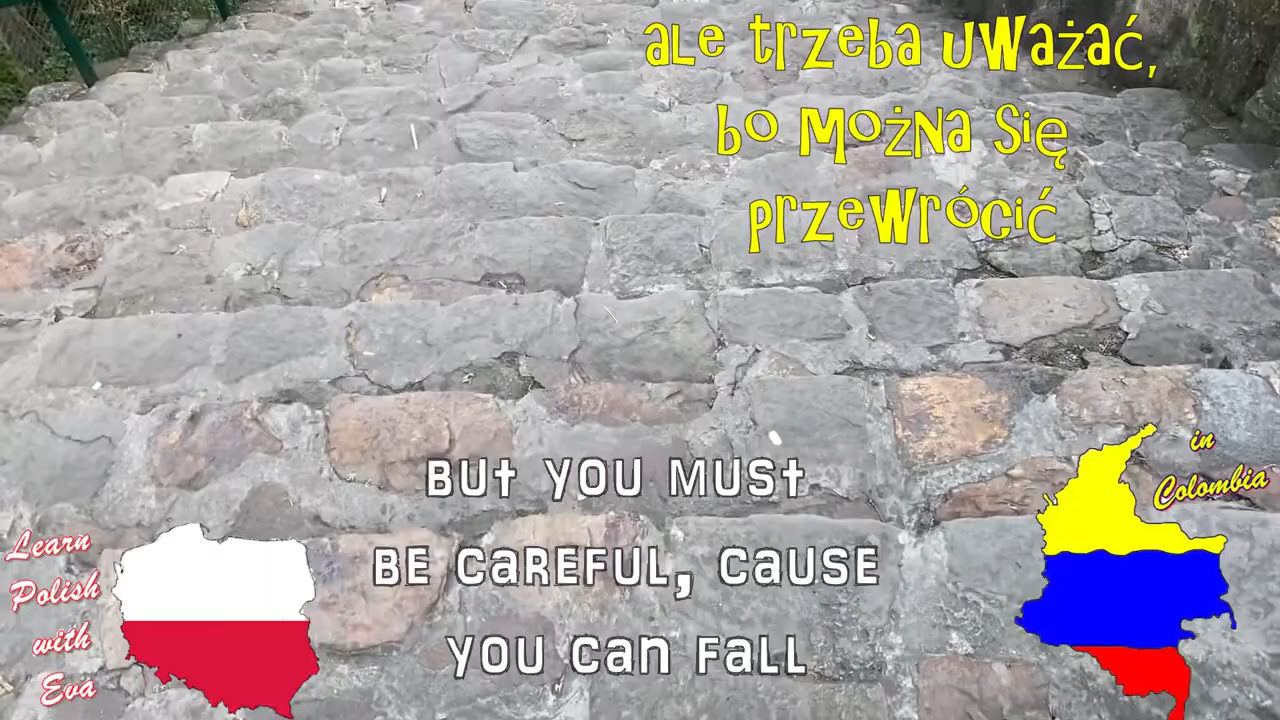 ale trzeba uważać,
bo można się
przewrócić
but you must
be careful, cause
you can fall
Learn
Polish
with
Eva
in
Colombia